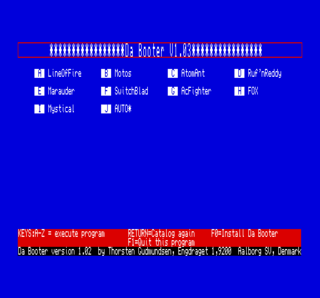 ****************Da Booter V1.03***************
A LineOfFire B Motos C AtomAnt D Ruf'nReddy
E Marauder F SwitchBlad G AcFighter H FOX
I Mystical J AUTO*
KEYS:A-Z = execute program RETURN=Catalog again F0=Install Da Booter
F1=Quit this program
Da Booter version 1.02 by Thorsten Gudmundsen, Engdraget 1,9200 Aalborg SV, Denmark